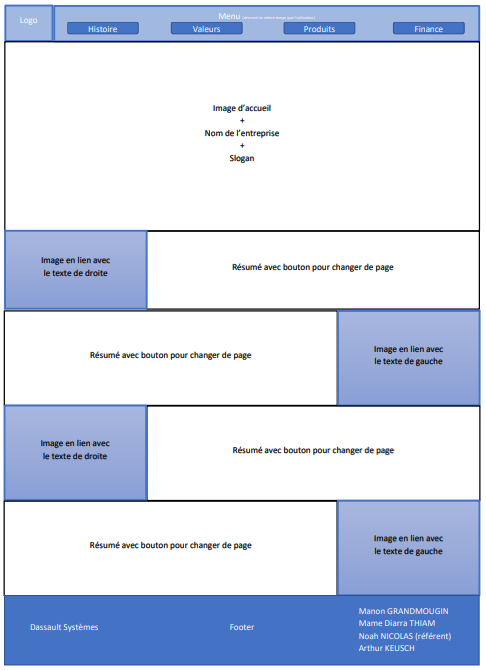 Logo
Menu
Histoire
Valeurs
Produits
Finance
Image d'accueil
+
Nom de l'entreprise
+
Slogan
Image en lien avec
le texte de droite
Résumé avec bouton pour changer de page
Résumé avec bouton pour changer de page
Image en lien avec
le texte de gauche
Image en lien avec
le texte de droite
Résumé avec bouton pour changer de page
Résumé avec bouton pour changer de page
Image en lien avec
le texte de gauche
Dassault Systèmes
Footer
Manon GRANDMOUGIN
Mame Diarra THIAM
Noah NICOLAS (référent)
Arthur KEUSCH